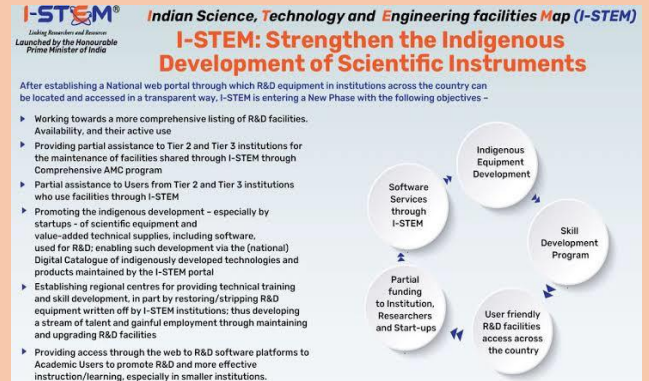 I-STEM®
Linking Researchers and Resources
Launched by the Honourable
Prime Minister of India
Indian Science, Technology and Engineering facilities Map (I-STEM)
I-STEM: Strengthen the Indigenous
Development of Scientific Instruments
After establishing a National web portal through which R&D equipment in institutions across the country can
be located and accessed in a transparent way, I-STEM is entering a New Phase with the following objectives –
Working towards a more comprehensive listing of R&D facilities.
Availability, and their active use
Providing partial assistance to Tier 2 and Tier 3 institutions for
the maintenance of facilities shared through I-STEM through
Comprehensive AMC program
Partial assistance to Users from Tier 2 and Tier 3 institutions
who use facilities through I-STEM
Promoting the indigenous development – especially by
startups - of scientific equipment and
value-added technical supplies, including software,
used for R&D; enabling such development via the (national)
Digital Catalogue of indigenously developed technologies and
products maintained by the I-STEM portal
Establishing regional centres for providing technical training
and skill development, in part by restoring/stripping R&D
equipment written off by I-STEM institutions; thus developing
a stream of talent and gainful employment through maintaining
and upgrading R&D facilities
Providing access through the web to R&D software platforms to
Academic Users to promote R&D and more effective
instruction/learning, especially in smaller institutions.
Indigenous
Equipment
Development
Skill
Development
Program
User friendly
R&D facilities
access across
the country
Partial
funding
to Institution,
Researchers
and Start-ups
Software
Services
through
I-STEM